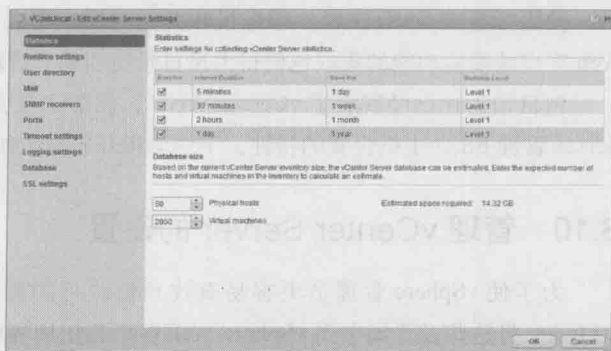 Edit vCenter Server Settings
Statistics
Runtime settings
User directory
Mail
SNMP receivers
Ports
Timeout settings
Logging settings
Database
SSL settings
Statistics
Enter settings for collecting vCenter Server statistics.
Enabled Interval Duration Save For Statistics Level
5 minutes 1 day Level 1
30 minutes 1 week Level 1
2 hours 1 month Level 1
1 day 1 year Level 1
Database size
Based on the current vCenter Server inventory size, the vCenter Server database can be estimated. Enter the expected number of
hosts and virtual machines in the inventory to calculate an estimate.
50 Physical hosts Estimated space required: 14.32 GB
2000 Virtual machines
OK Cancel